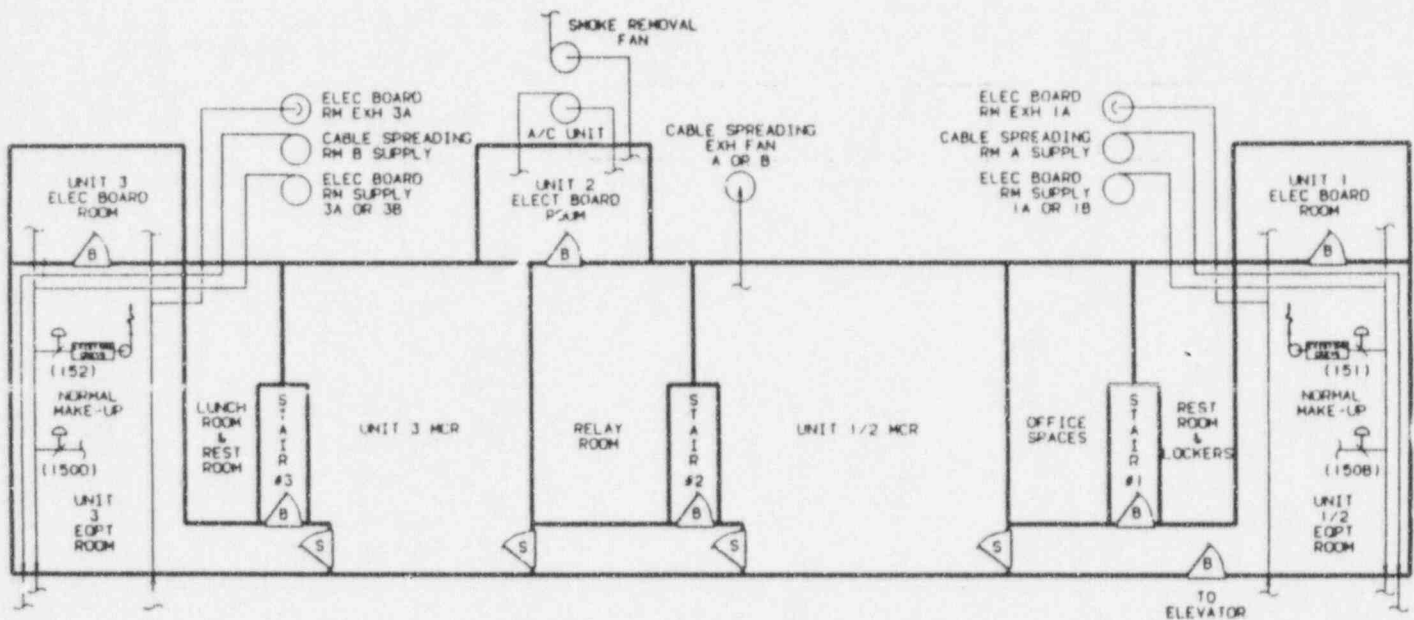 SMOKE REMOVAL
FAN
ELEC BOARD
RM EXH 3A
CABLE SPREADING
RM B SUPPLY
ELEC BOARD
RM SUPPLY
3A OR 3B
A/C UNIT
CABLE SPREADING
EXH FAN
A OR B
ELEC BOARD
RM EXH 1A
CABLE SPREADING
RM A SUPPLY
ELEC BOARD
RM SUPPLY
1A OR 1B
UNIT 3
ELEC BOARD
ROOM
B
UNIT 2
ELECT BOARD
ROOM
B
UNIT 1
ELEC BOARD
ROOM
B
(152)
NORMAL
MAKE-UP
(150D)
UNIT
3
EQPT
ROOM
LUNCH
ROOM
&
REST
ROOM
STAIR
#3
B
UNIT 3 MCR
RELAY
ROOM
STAIR
#2
B
UNIT 1/2 MCR
OFFICE
SPACES
STAIR
#1
B
REST
ROOM
&
LOCKERS
(151)
NORMAL
MAKE-UP
(150B)
UNIT
1/2
EQPT
ROOM
S
S
S
S
B
TO
ELEVATOR